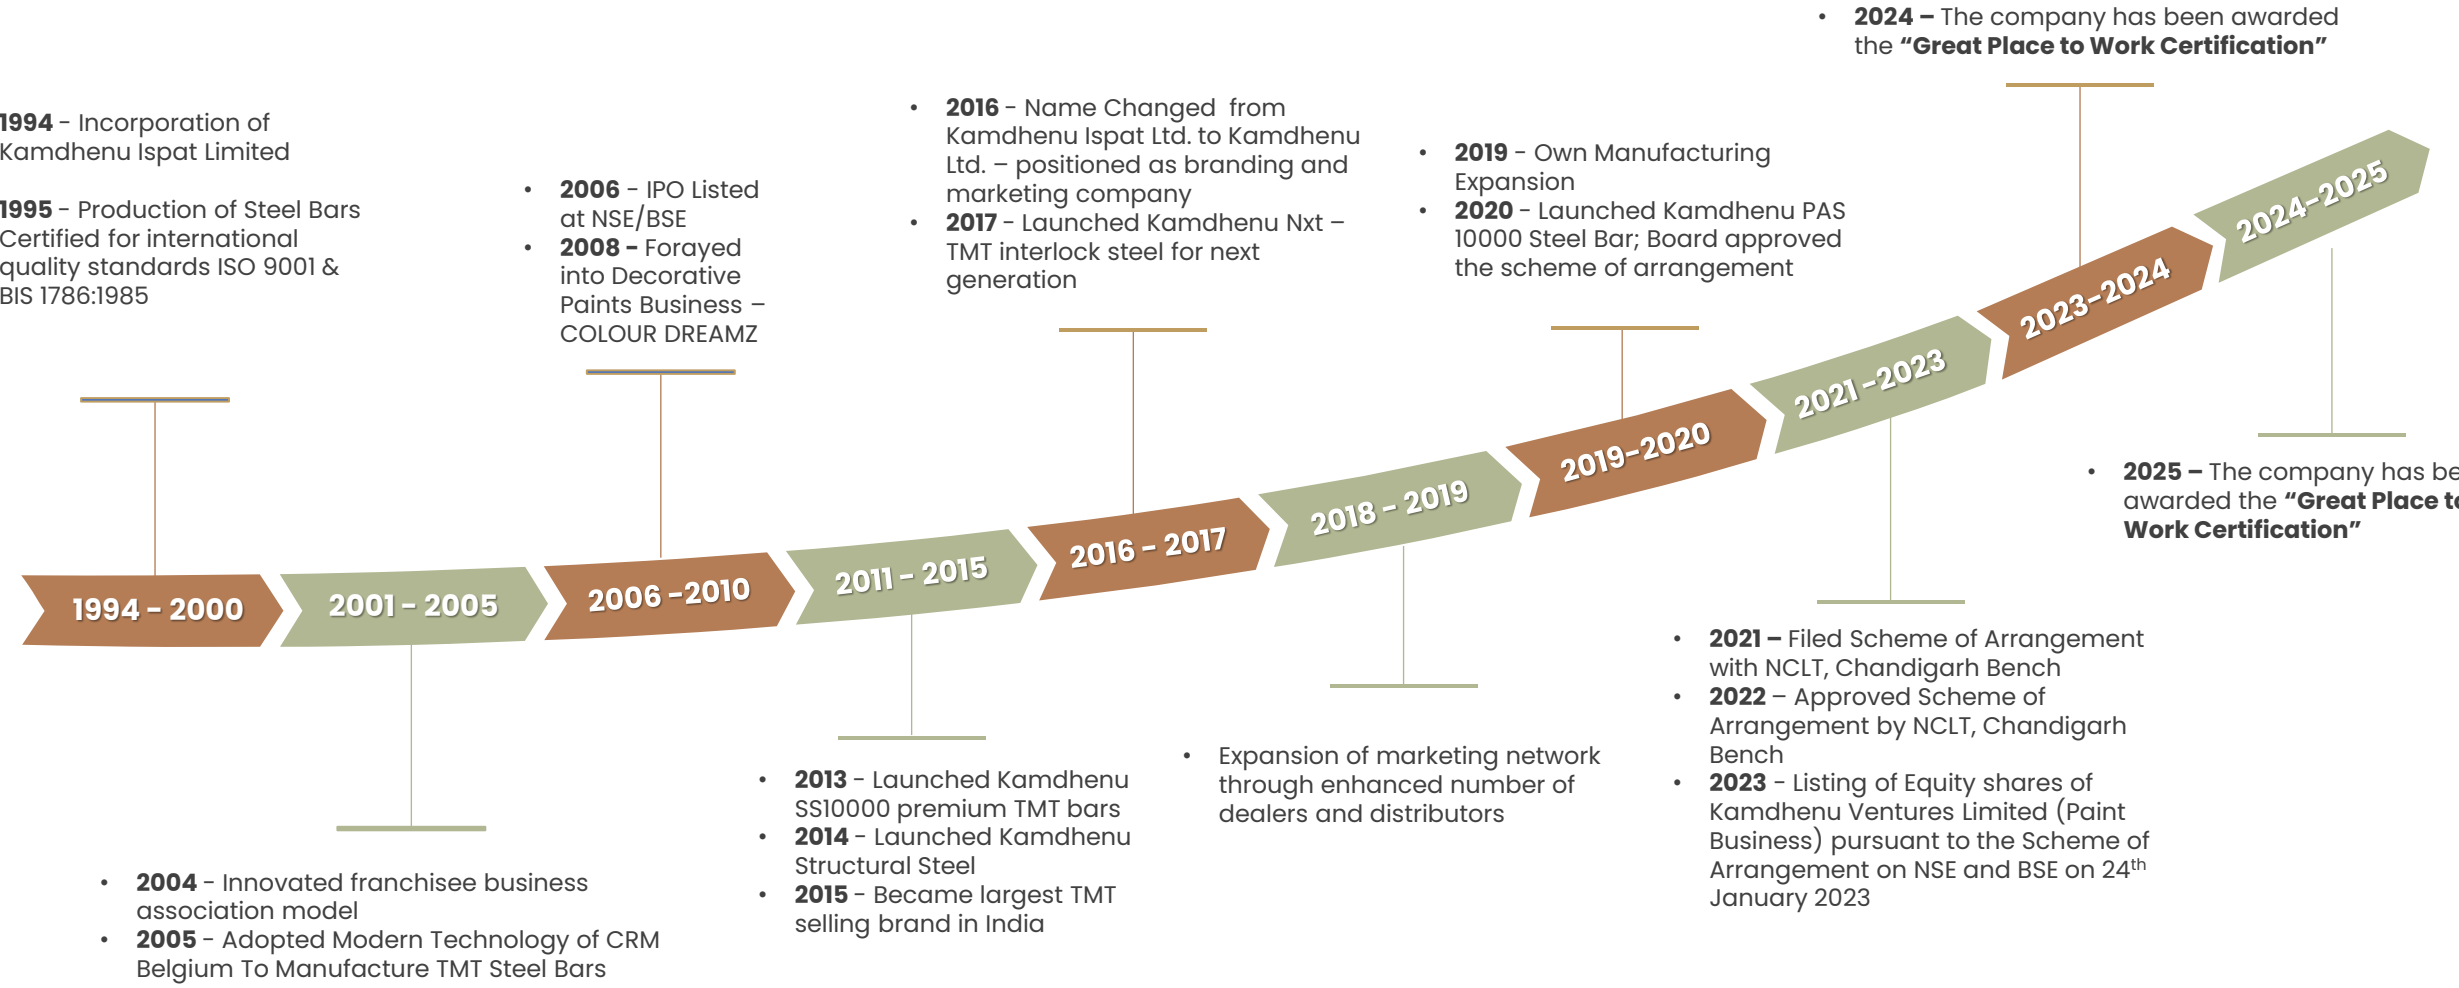 1994 - Incorporation of
Kamdhenu Ispat Limited
1995 - Production of Steel Bars
Certified for international
quality standards ISO 9001 &
BIS 1786:1985
• 2006 - IPO Listed
at NSE/BSE
• 2008 - Forayed
into Decorative
Paints Business –
COLOUR DREAMZ
• 2016 - Name Changed from
Kamdhenu Ispat Ltd. to Kamdhenu
Ltd. – positioned as branding and
marketing company
• 2017 - Launched Kamdhenu Nxt –
TMT interlock steel for next
generation
• 2019 - Own Manufacturing
Expansion
• 2020 - Launched Kamdhenu PAS
10000 Steel Bar; Board approved
the scheme of arrangement
• 2024 – The company has been awarded
the “Great Place to Work Certification”
1994 - 2000
2001 - 2005
2006 -2010
2011 - 2015
2016 - 2017
2018 - 2019
2019-2020
2021 -2023
2023-2024
2024-2025
• 2004 - Innovated franchisee business
association model
• 2005 - Adopted Modern Technology of CRM
Belgium To Manufacture TMT Steel Bars
• 2013 - Launched Kamdhenu
SS10000 premium TMT bars
• 2014 - Launched Kamdhenu
Structural Steel
• 2015 - Became largest TMT
selling brand in India
• Expansion of marketing network
through enhanced number of
dealers and distributors
• 2021 – Filed Scheme of Arrangement
with NCLT, Chandigarh Bench
• 2022 – Approved Scheme of
Arrangement by NCLT, Chandigarh
Bench
• 2023 - Listing of Equity shares of
Kamdhenu Ventures Limited (Paint
Business) pursuant to the Scheme of
Arrangement on NSE and BSE on 24th
January 2023
• 2025 – The company has
awarded the “Great Place
Work Certification”